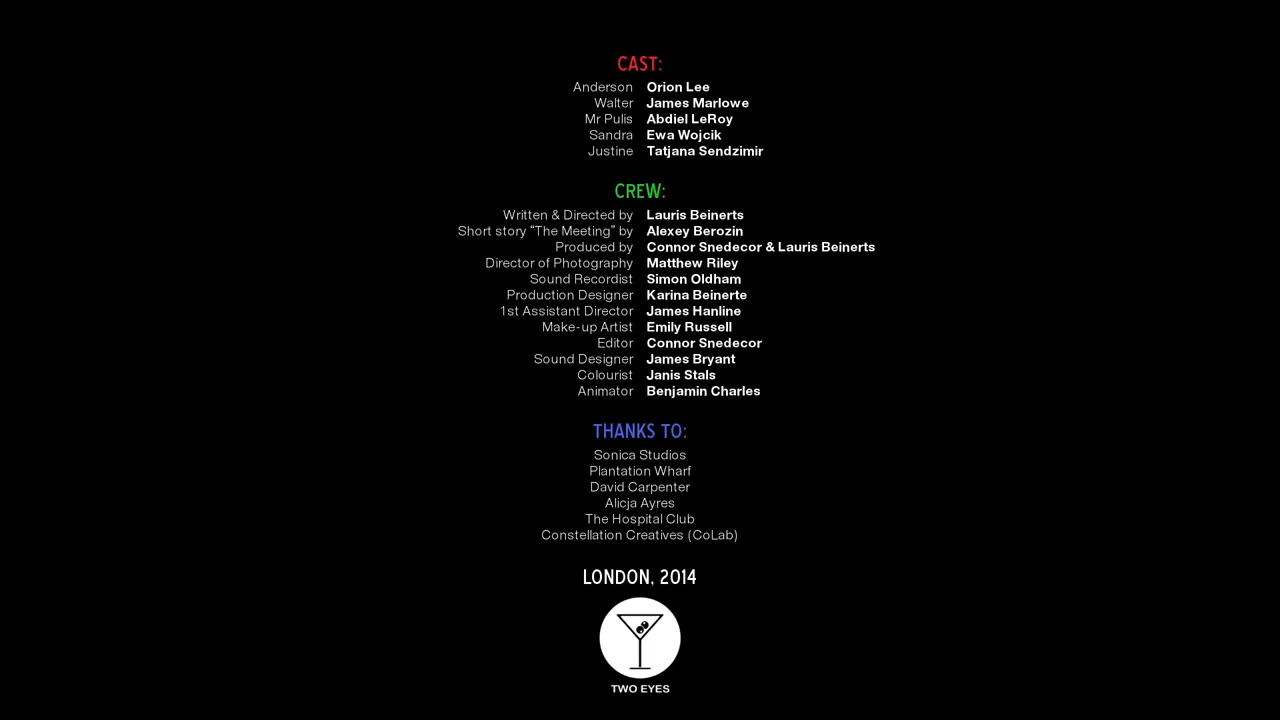 CAST:
Anderson Orion Lee
Walter James Marlowe
Mr Pulis Abdiel LeRoy
Sandra Ewa Wojcik
Justine Tatjana Sendzimir
CREW:
Written & Directed by Lauris Beinerts
Short story “The Meeting” by Alexey Berozin
Produced by Connor Snedecor & Lauris Beinerts
Director of Photography Matthew Riley
Sound Recordist Simon Oldham
Production Designer Karina Beinerte
1st Assistant Director James Hanline
Make-up Artist Emily Russell
Editor Connor Snedecor
Sound Designer James Bryant
Colourist Janis Stals
Animator Benjamin Charles
THANKS TO:
Sonica Studios
Plantation Wharf
David Carpenter
Alicja Ayres
The Hospital Club
Constellation Creatives (CoLab)
LONDON, 2014
TWO EYES